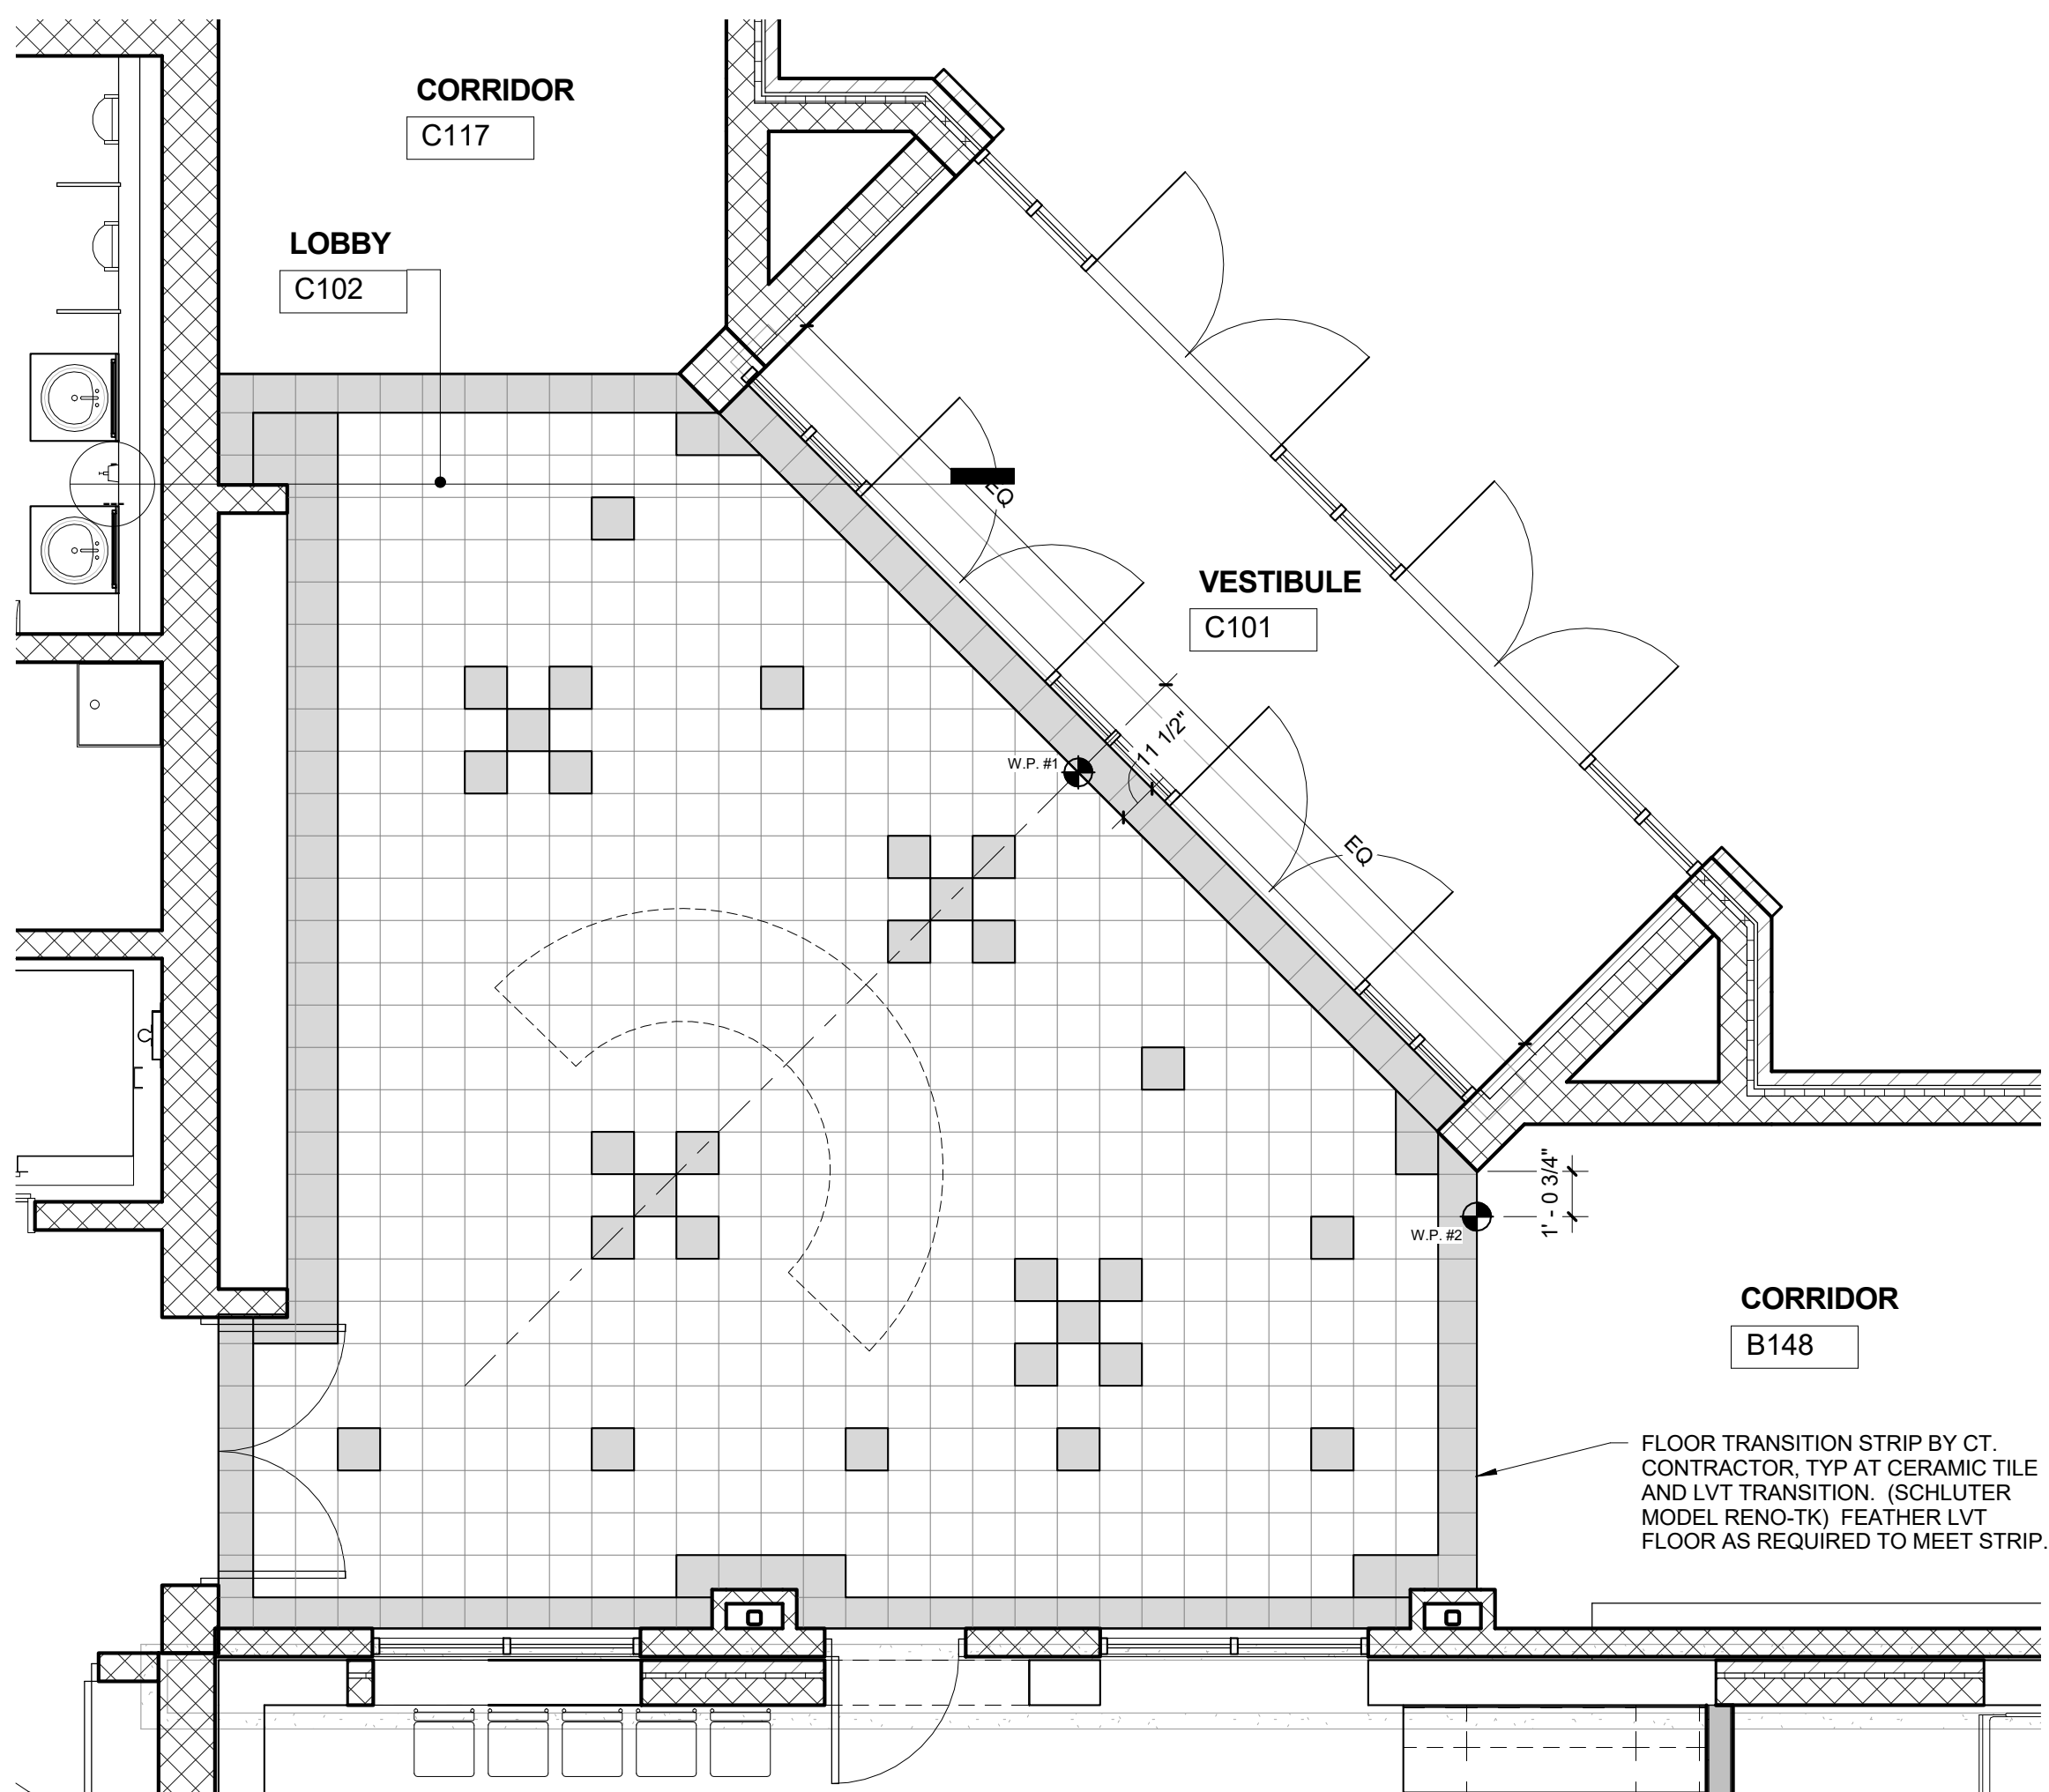 CORRIDOR
C117
LOBBY
C102
EQ
VESTIBULE
C101
11 1/2"
W.P. #1
EQ
1' - 0 3/4"
W.P. #2
CORRIDOR
B148
FLOOR TRANSITION STRIP BY CT.
CONTRACTOR, TYP AT CERAMIC TILE
AND LVT TRANSITION. (SCHLUTER
MODEL RENO-TK) FEATHER LVT
FLOOR AS REQUIRED TO MEET STRIP.